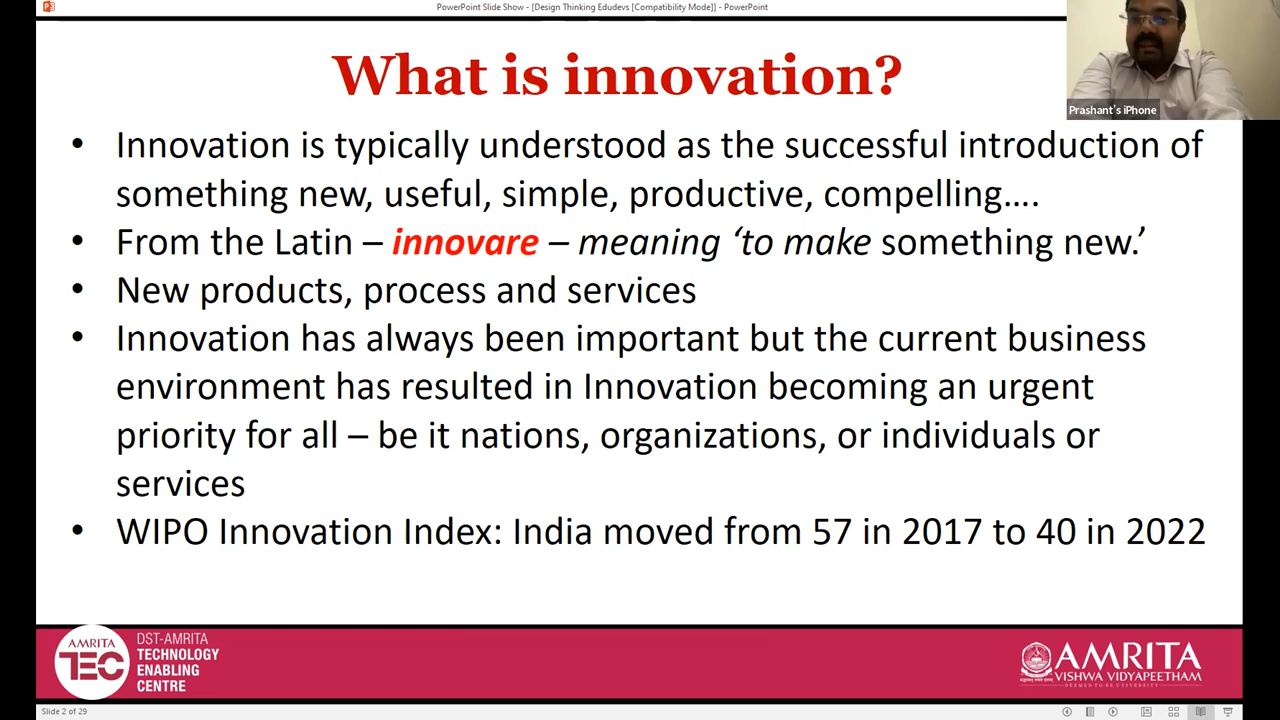 PowerPoint Slide Show - [Design Thinking Edudevs [Compatibility Mode]] - PowerPoint
What is innovation?
Prashant's iPhone
• Innovation is typically understood as the successful introduction of
something new, useful, simple, productive, compelling….
• From the Latin – innovare – meaning ‘to make something new.’
• New products, process and services
• Innovation has always been important but the current business
environment has resulted in Innovation becoming an urgent
priority for all – be it nations, organizations, or individuals or
services
• WIPO Innovation Index: India moved from 57 in 2017 to 40 in 2022
AMRITA
TEC
DST-AMRITA
TECHNOLOGY
ENABLING
CENTRE
AMRITA
VISHWA VIDYAPEETHAM
DEEMED TO BE UNIVERSITY
Slide 2 of 29